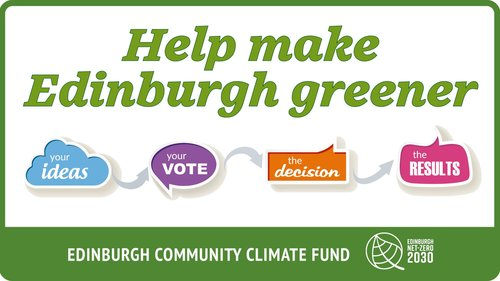 Help make
Edinburgh greener
your
ideas
your
VOTE
the
decision
the
RESULTS
EDINBURGH COMMUNITY CLIMATE FUND
EDINBURGH
NET-ZERO
2030